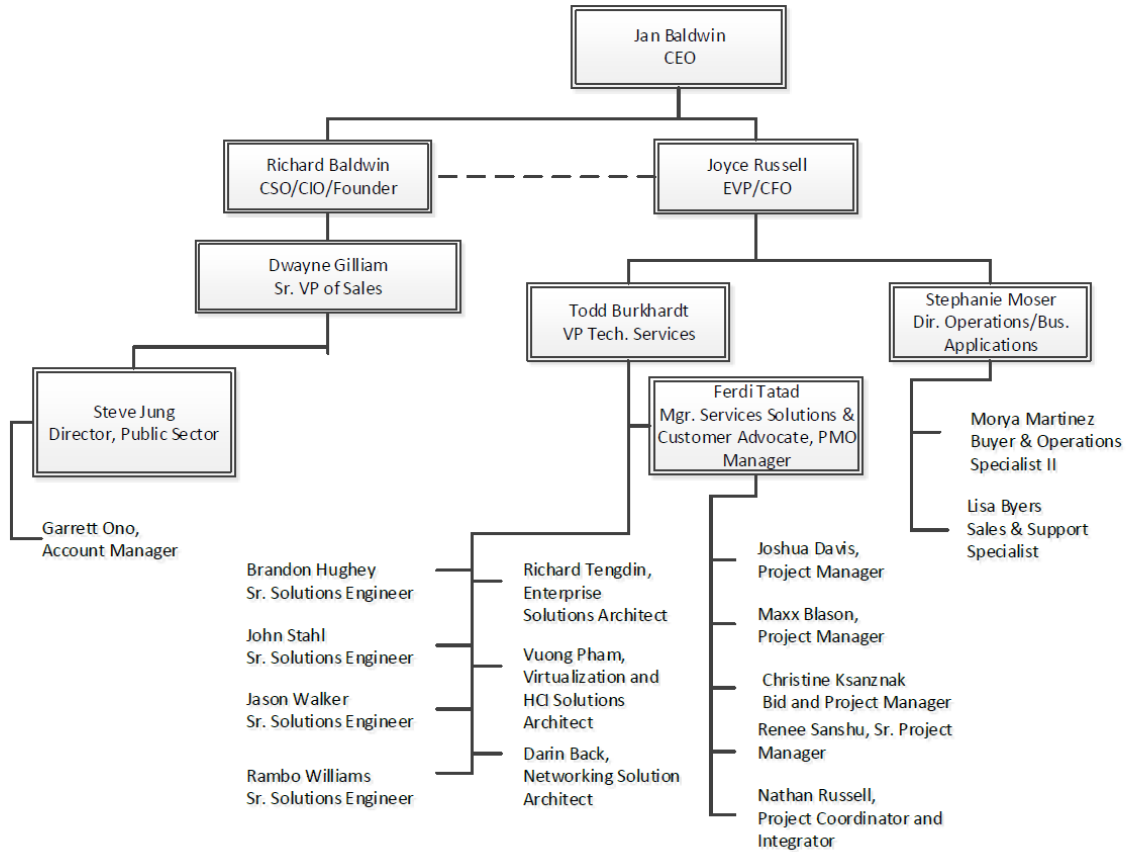 Jan Baldwin
CEO
Richard Baldwin
CSO/CIO/Founder
Joyce Russell
EVP/CFO
Dwayne Gilliam
Sr. VP of Sales
Todd Burkhardt
VP Tech. Services
Stephanie Moser
Dir. Operations/Bus.
Applications
Steve Jung
Director, Public Sector
Ferdi Tatad
Mgr. Services Solutions &
Customer Advocate, PMO
Manager
Morya Martinez
Buyer & Operations
Specialist II
Lisa Byers
Sales & Support
Specialist
Garrett Ono,
Account Manager
Brandon Hughey
Sr. Solutions Engineer
John Stahl
Sr. Solutions Engineer
Jason Walker
Sr. Solutions Engineer
Rambo Williams
Sr. Solutions Engineer
Richard Tengdin,
Enterprise
Solutions Architect
Vuong Pham,
Virtualization and
HCI Solutions
Architect
Darin Back,
Networking Solution
Architect
Joshua Davis,
Project Manager
Maxx Blason,
Project Manager
Christine Ksanznak
Bid and Project Manager
Renee Sanshu, Sr. Project
Manager
Nathan Russell,
Project Coordinator and
Integrator